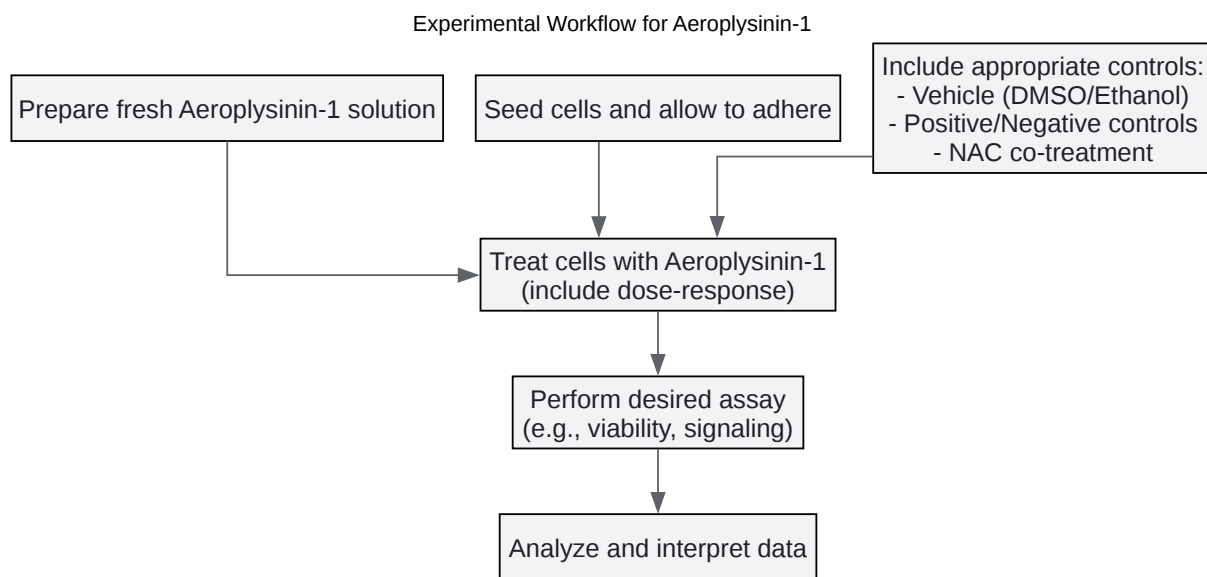 Experimental Workflow for Aeroplysinin-1
Prepare fresh Aeroplysinin-1 solution
Seed cells and allow to adhere
Include appropriate controls:
- Vehicle (DMSO/Ethanol)
- Positive/Negative controls
- NAC co-treatment
Treat cells with Aeroplysinin-1
(include dose-response)
Perform desired assay
(e.g., viability, signaling)
Analyze and interpret data